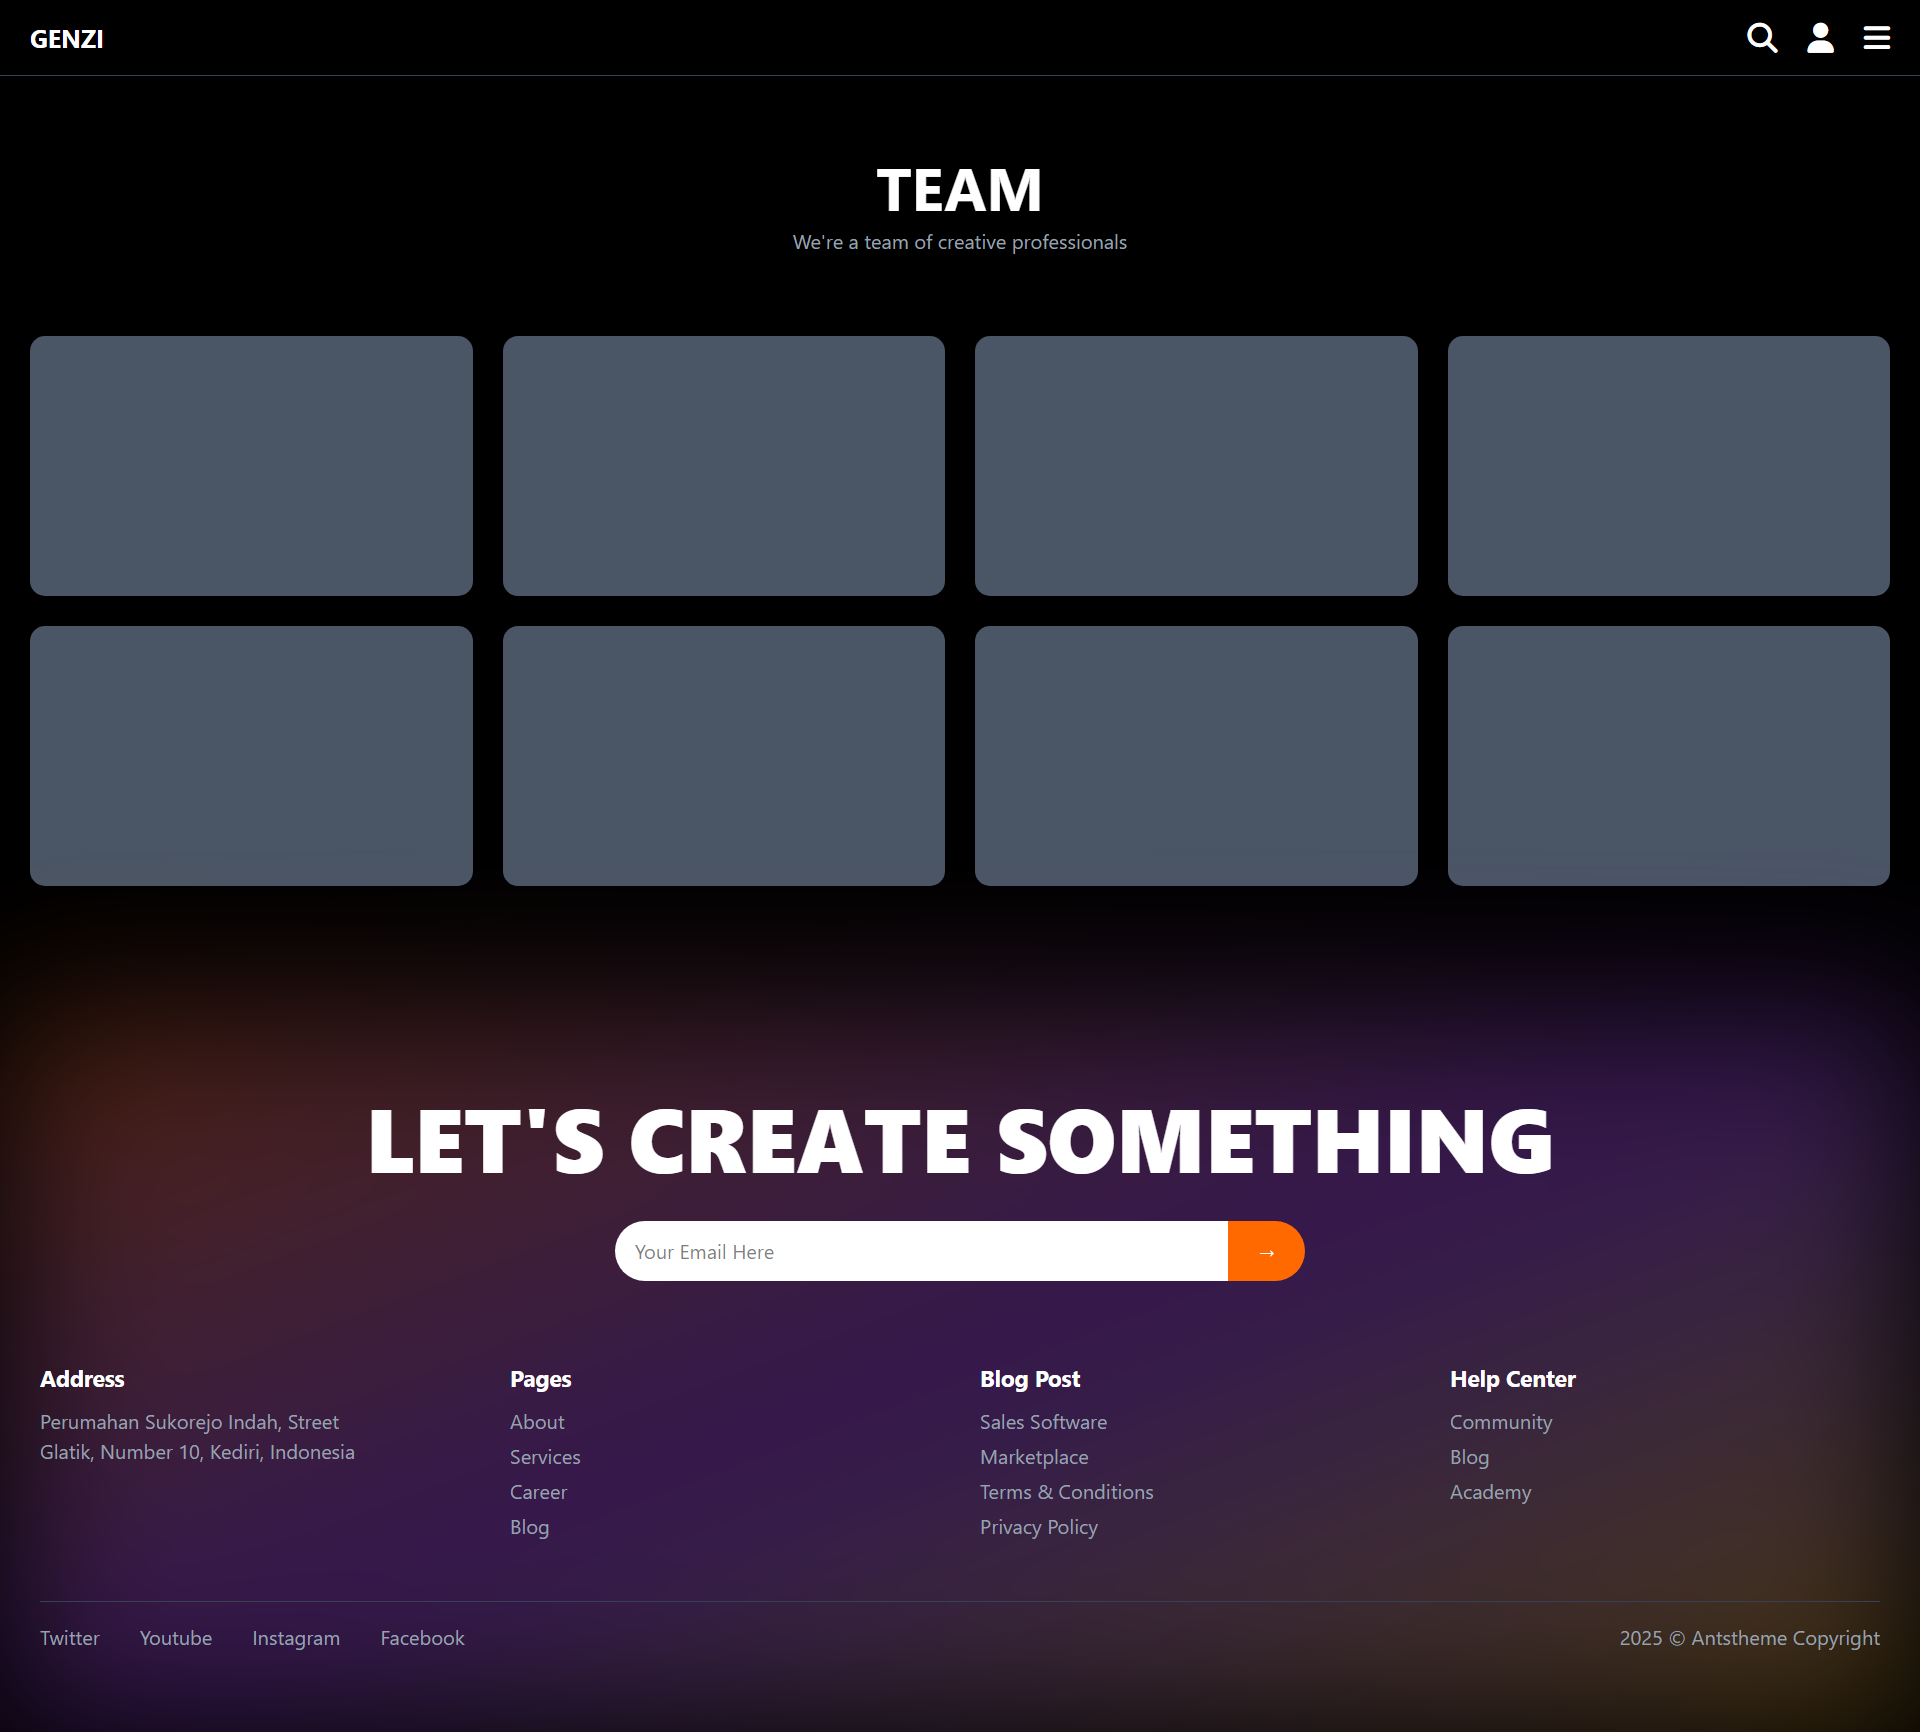 GENZI
TEAM
We're a team of creative professionals
LET'S CREATE SOMETHING
Your Email Here →
Address
Perumahan Sukorejo Indah, Street
Glatik, Number 10, Kediri, Indonesia
Pages
About
Services
Career
Blog
Blog Post
Sales Software
Marketplace
Terms & Conditions
Privacy Policy
Help Center
Community
Blog
Academy
Twitter Youtube Instagram Facebook
2025 © Antstheme Copyright